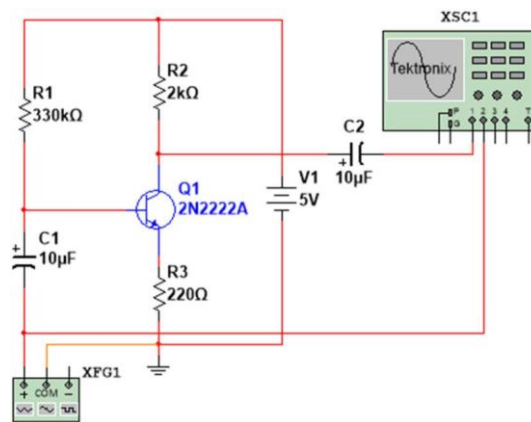 XSC1
Tektronix
P
G
1 2 3 4 T
R1
330kΩ
R2
2kΩ
C2
+
10µF
V1
5V
Q1
2N2222A
C1
+
10µF
R3
220Ω
XFG1
+ COM −